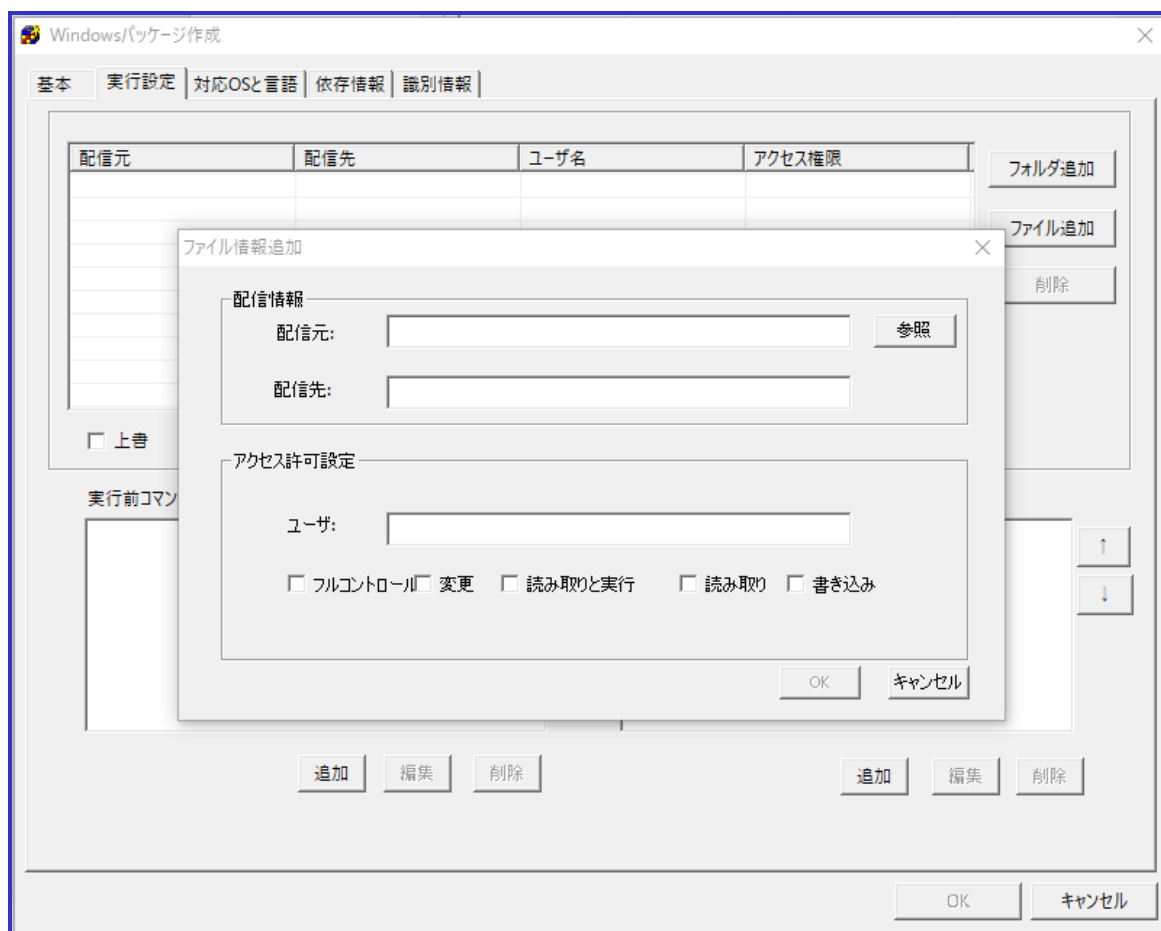 Windowsパッケージ作成
基本 実行設定 対応OSと言語 依存情報 識別情報
配信元 配信先 ユーザ名 アクセス権限
フォルダ追加
ファイル追加
削除
ファイル情報追加
配信情報
配信元:
参照
配信先:
上書
アクセス許可設定
実行前コマン
ユーザ:
↑
フルコントロール 変更 読み取りと実行 読み取り 書き込み
↓
OK キャンセル
追加 編集 削除 追加 編集 削除
OK キャンセル